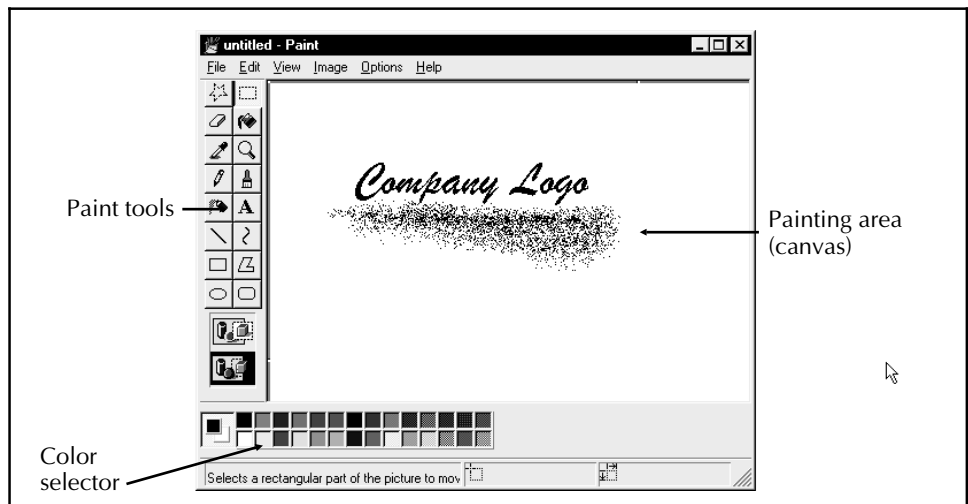 untitled - Paint
File Edit View Image Options Help
Company Logo
A
Paint tools
Painting area
(canvas)
Color
selector
Selects a rectangular part of the picture to mov